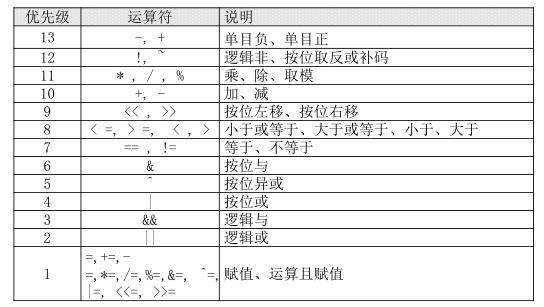 优先级 运算符 说明
13 -, + 单目负、单目正
12 !, ~ 逻辑非、按位取反或补码
11 * , / , % 乘、除、取模
10 +, - 加、减
9 << , >> 按位左移、按位右移
8 < =, > =, < , > 小于或等于、大于或等于、小于、大于
7 == , != 等于、不等于
6 & 按位与
5 ^ 按位异或
4 | 按位或
3 && 逻辑与
2 || 逻辑或
=,+=,-
1 =,*=,/=,%=,&=, ^=, 赋值、运算且赋值
|=, <<=, >>=